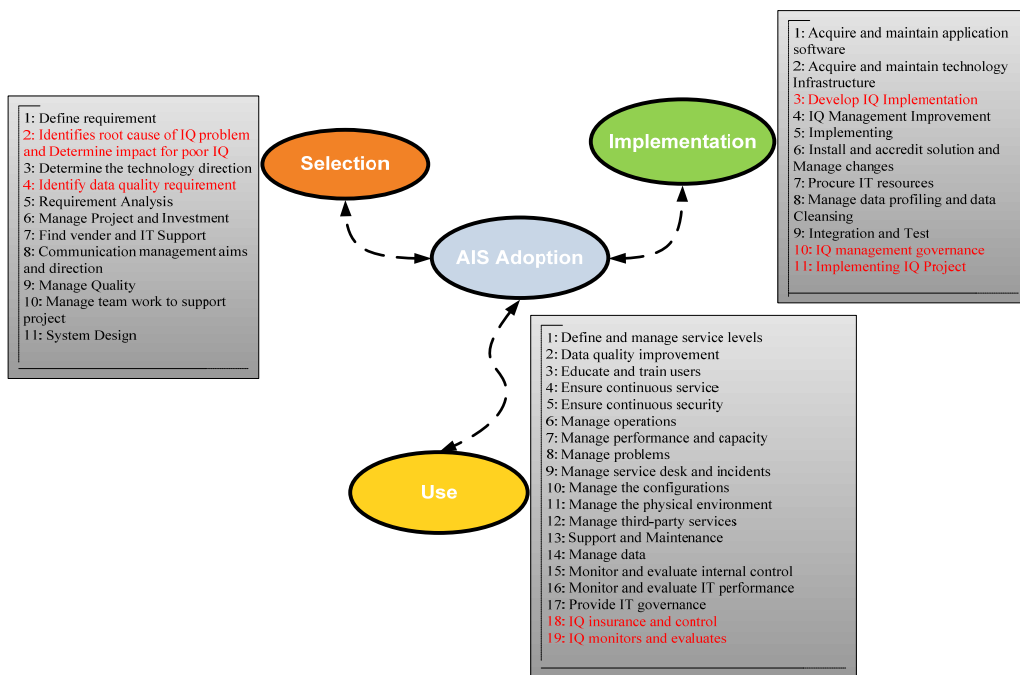 Selection
1: Define requirement
2: Identifies root cause of IQ problem
and Determine impact for poor IQ
3: Determine the technology direction
4: Identify data quality requirement
5: Requirement Analysis
6: Manage Project and Investment
7: Find vender and IT Support
8: Communication management aims
and direction
9: Manage Quality
10: Manage team work to support
project
11: System Design
Implementation
1: Acquire and maintain application
software
2: Acquire and maintain technology
Infrastructure
3: Develop IQ Implementation
4: IQ Management Improvement
5: Implementing
6: Install and accredit solution and
Manage changes
7: Procure IT resources
8: Manage data profiling and data
Cleansing
9: Integration and Test
10: IQ management governance
11: Implementing IQ Project
AIS Adoption
Use
1: Define and manage service levels
2: Data quality improvement
3: Educate and train users
4: Ensure continuous service
5: Ensure continuous security
6: Manage operations
7: Manage performance and capacity
8: Manage problems
9: Manage service desk and incidents
10: Manage the configurations
11: Manage the physical environment
12: Manage third-party services
13: Support and Maintenance
14: Manage data
15: Monitor and evaluate internal control
16: Monitor and evaluate IT performance
17: Provide IT governance
18: IQ insurance and control
19: IQ monitors and evaluates